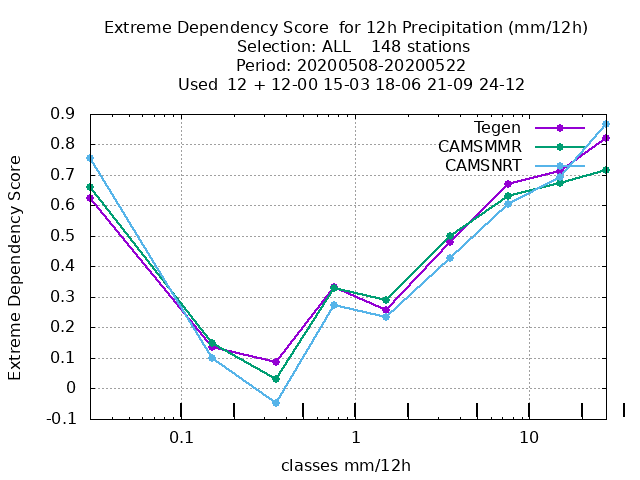 Extreme Dependency Score  for 12h Precipitation (mm/12h)
Selection: ALL    148 stations
Period: 20200508-20200522
Used  12 + 12-00 15-03 18-06 21-09 24-12
Tegen
CAMSMMR
CAMSNRT
Extreme Dependency Score
0.9
0.8
0.7
0.6
0.5
0.4
0.3
0.2
0.1
0
-0.1
0.1
1
10
classes mm/12h